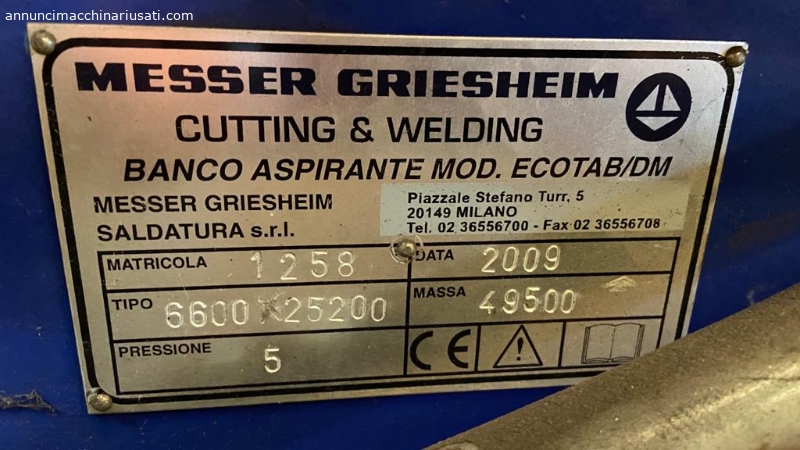 annuncimacchinariusati.com
MESSER GRIESHEIM
CUTTING & WELDING
BANCO ASPIRANTE MOD. ECOTAB/DM
MESSER GRIESHEIM
SALDATURA s.r.l.
Piazzale Stefano Turr, 5
20149 MILANO
Tel. 02 36556700 - Fax 02 36556708
MATRICOLA 1258 DATA 2009
TIPO 6600X25200 MASSA 49500
PRESSIONE 5 CE